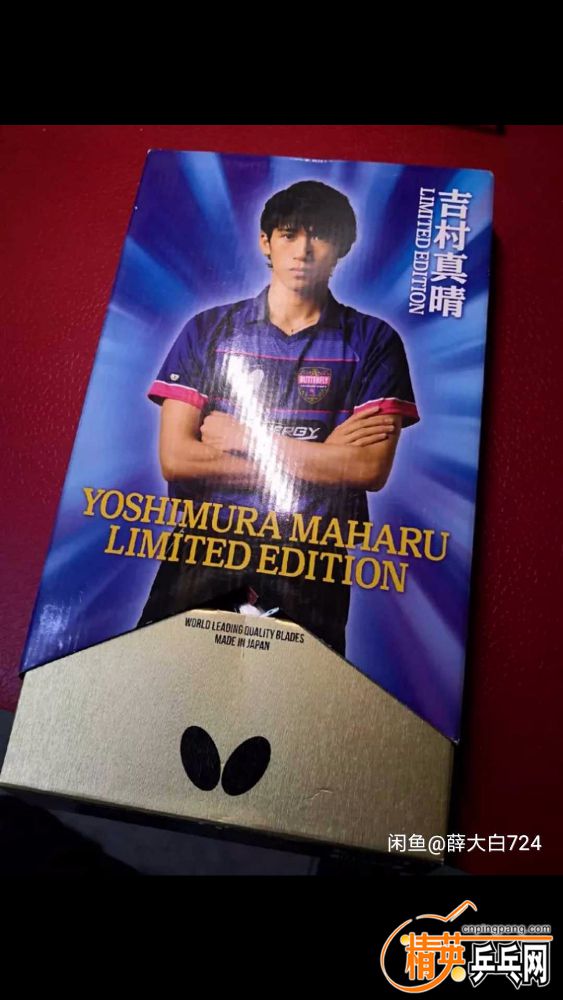 吉村真晴
LIMITED EDITION
BUTTERFLY
YOSHIMURA MAHARU
LIMITED EDITION
WORLD LEADING QUALITY BLADES
MADE IN JAPAN
闲鱼@薛大白724
cnpingpang.com
精英乒乓网